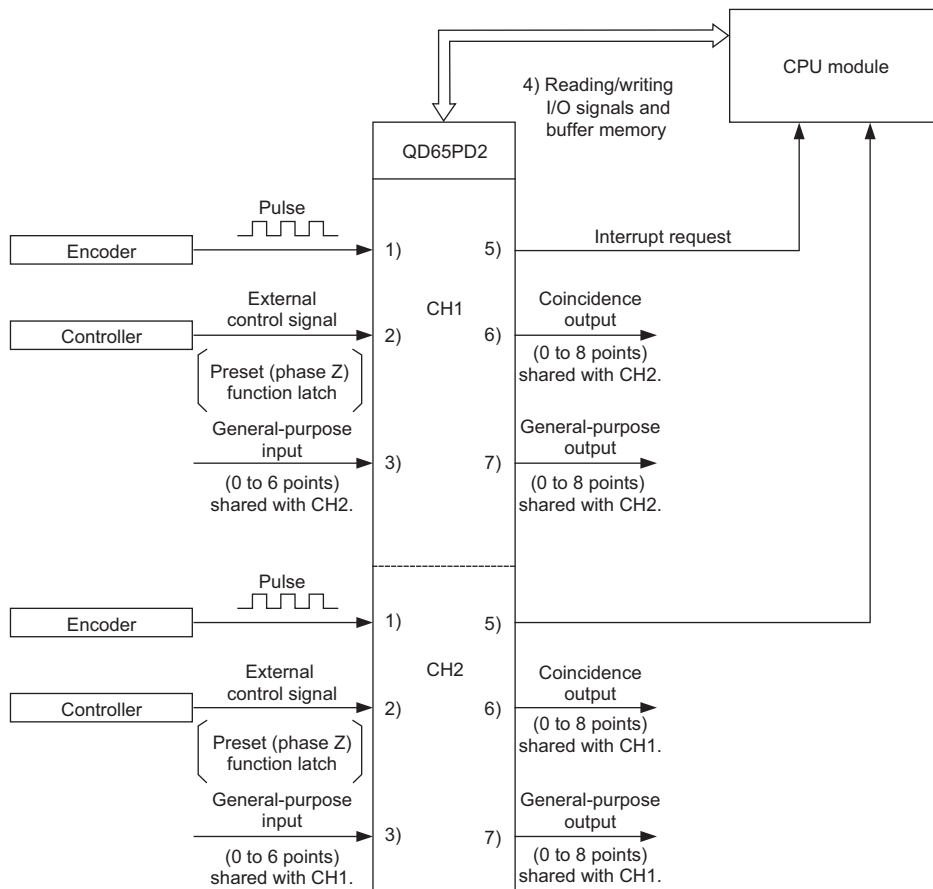 CPU module
4) Reading/writing
I/O signals and
buffer memory
QD65PD2
Pulse
Encoder
1)
5)
Interrupt request
CH1
External
control signal
Controller
2)
6)
Coincidence
output
(0 to 8 points)
shared with CH2.
Preset (phase Z)
function latch
General-purpose
input
3)
(0 to 6 points)
shared with CH2.
7)
General-purpose
output
(0 to 8 points)
shared with CH2.
Pulse
Encoder
1)
5)
CH2
External
control signal
Controller
2)
6)
Coincidence
output
(0 to 8 points)
shared with CH1.
Preset (phase Z)
function latch
General-purpose
input
3)
(0 to 6 points)
shared with CH1.
7)
General-purpose
output
(0 to 8 points)
shared with CH1.